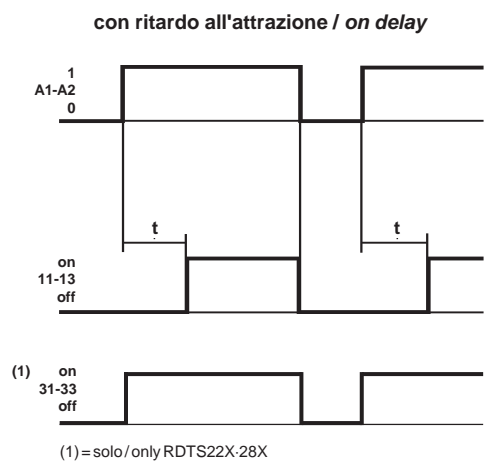 con ritardo all'attrazione / on delay
1
A1-A2
0
t
t
on
11-13
off
(1) on
31-33
off
(1)=solo/only RDTS22X-28X